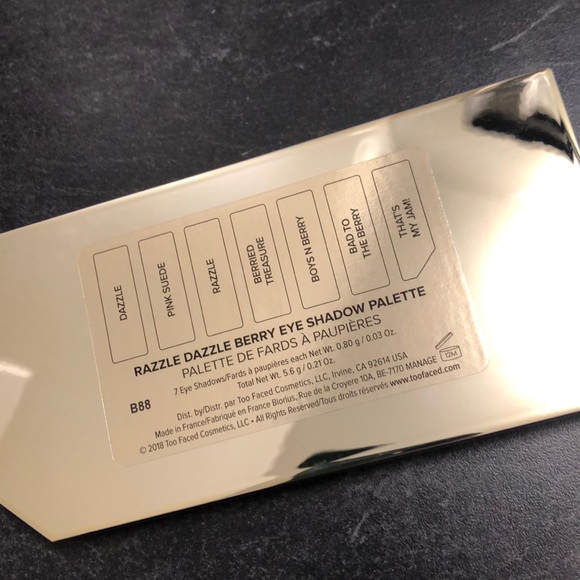 DAZZLE
PINK SUEDE
RAZZLE
BERRIED
TREASURE
BOYS N BERRY
BAD TO
THE BERRY
THAT'S
MY JAM!
RAZZLE DAZZLE BERRY EYE SHADOW PALETTE
PALETTE DE FARDS À PAUPIÈRES
7 Eye Shadows/Fards à paupières each Net Wt. 0.80 g / 0.03 Oz.
Total Net Wt. 5.6 g / 0.21 Oz.
12M
B88
Dist. by/Distr. par Too Faced Cosmetics, LLC, Irvine, CA 92614 USA
Made in France/Fabriqué en France Biorius, Rue de la Croyere 10A, BE-7170 MANAGE
© 2018 Too Faced Cosmetics, LLC • All Rights Reserved/Tous droits réservés www.toofaced.com